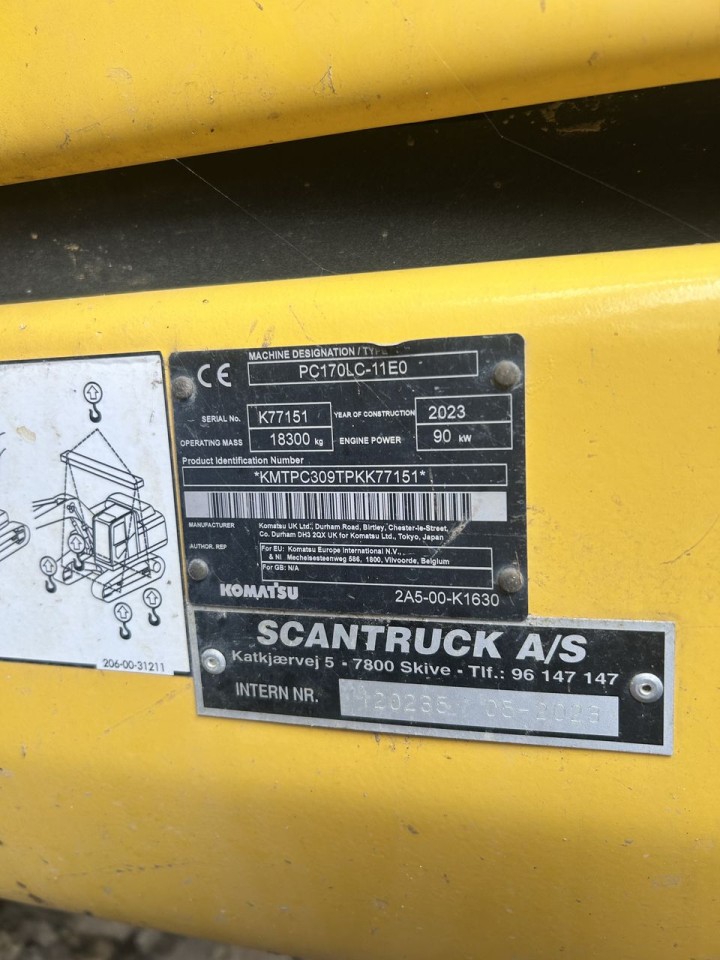 MACHINE DESIGNATION / TYPE
CE
PC170LC-11E0
SERIAL No. K77151 YEAR OF CONSTRUCTION 2023
OPERATING MASS 18300 kg ENGINE POWER 90 kW
Product Identification Number
*KMTPC309TPKK77151*
MANUFACTURER Komatsu UK Ltd., Durham Road, Birtley, Chester-le-Street,
Co. Durham DH3 2QX UK for Komatsu Ltd., Tokyo, Japan
AUTHOR. REP For EU: Komatsu Europe International N.V.,
& NI Mechelsesteenweg 586, 1800, Vilvoorde, Belgium
For GB: N/A
KOMATSU 2A5-00-K1630
206-00-31211
SCANTRUCK A/S
Katkjærvej 5 - 7800 Skive - Tlf.: 96 147 147
INTERN NR.